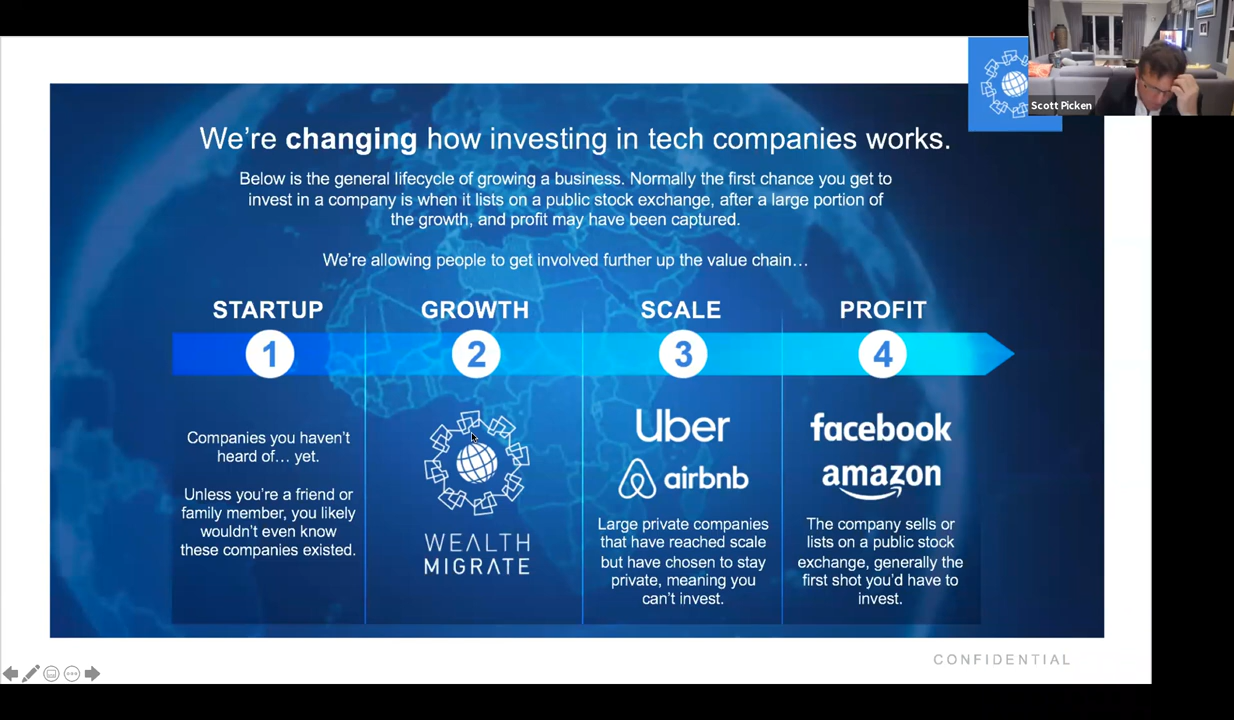 Scott Picken
We're changing how investing in tech companies works.
Below is the general lifecycle of growing a business. Normally the first chance you get to
invest in a company is when it lists on a public stock exchange, after a large portion of
the growth, and profit may have been captured.
We're allowing people to get involved further up the value chain…
STARTUP
GROWTH
SCALE
PROFIT
1
2
3
4
Companies you haven't
heard of… yet.
Unless you're a friend or
family member, you likely
wouldn't even know
these companies existed.
WEALTH
MIGRATE
Uber
airbnb
Large private companies
that have reached scale
but have chosen to stay
private, meaning you
can't invest.
facebook
amazon
The company sells or
lists on a public stock
exchange, generally the
first shot you'd have to
invest.
CONFIDENTIAL